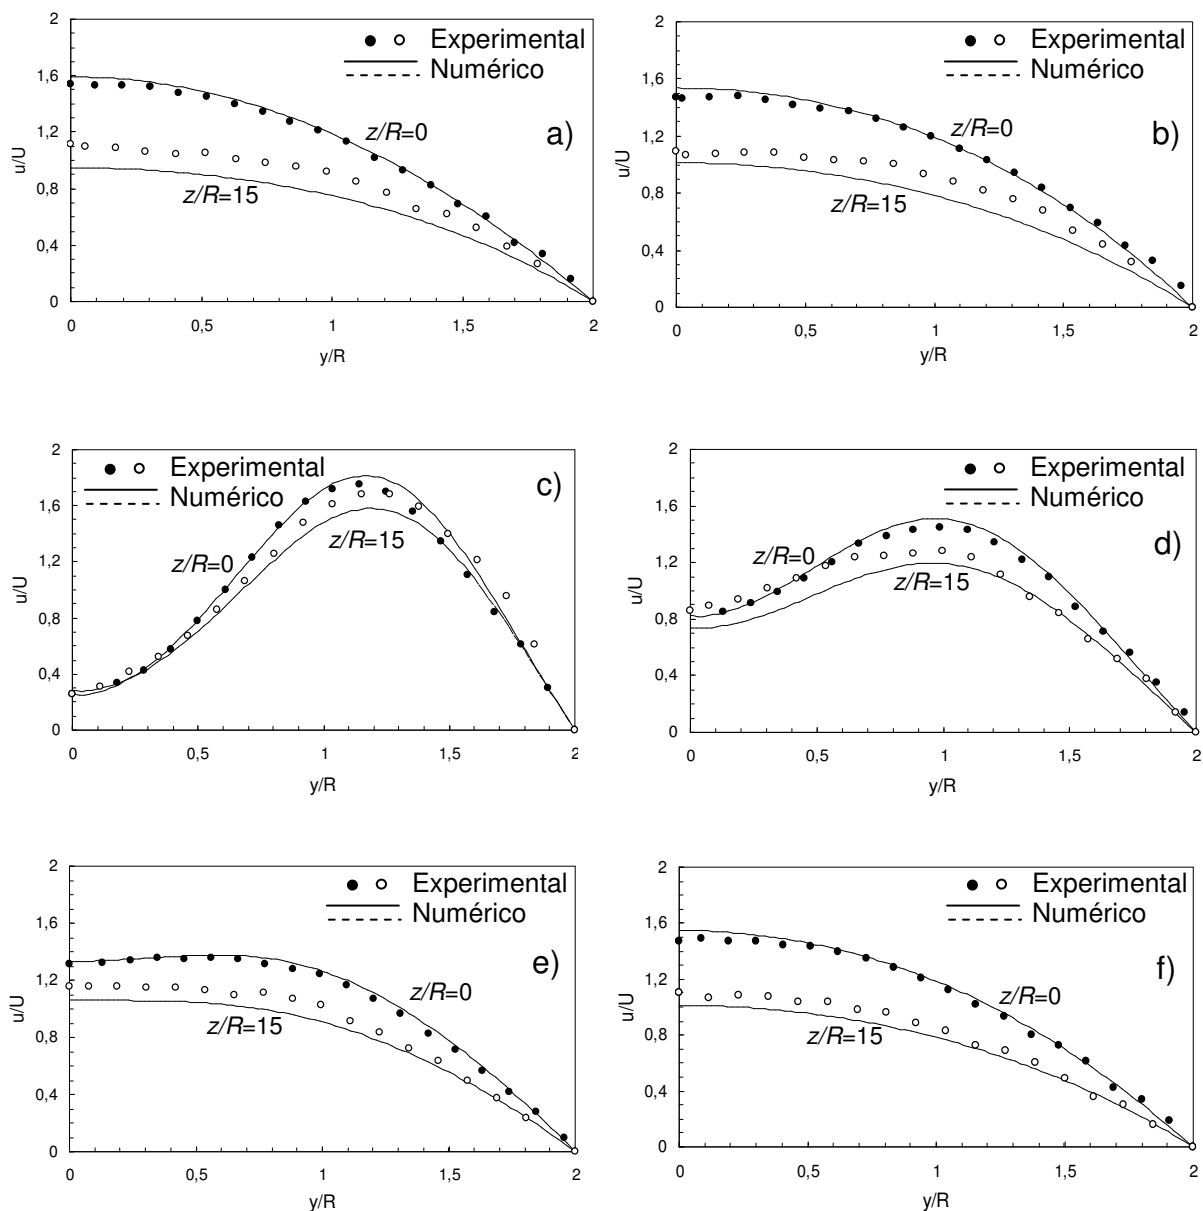 2
Experimental
Numérico
1,6
z/R=0
a)
1,2
u/U
0,8
z/R=15
0,4
0
0
0,5
1
1,5
2
y/R
2
Experimental
Numérico
1,6
z/R=0
b)
1,2
u/U
0,8
z/R=15
0,4
0
0
0,5
1
1,5
2
y/R
2
Experimental
Numérico
c)
1,6
z/R=15
1,2
z/R=0
u/U
0,8
0,4
0
0
0,5
1
1,5
2
y/R
2
Experimental
Numérico
1,6
d)
z/R=0
1,2
z/R=15
u/U
0,8
0,4
0
0
0,5
1
1,5
2
y/R
2
Experimental
Numérico
1,6
e)
1,2
z/R=0
u/U
z/R=15
0,8
0,4
0
0
0,5
1
1,5
2
y/R
2
Experimental
Numérico
1,6
f)
1,2
z/R=0
u/U
0,8
z/R=15
0,4
0
0
0,5
1
1,5
2
y/R